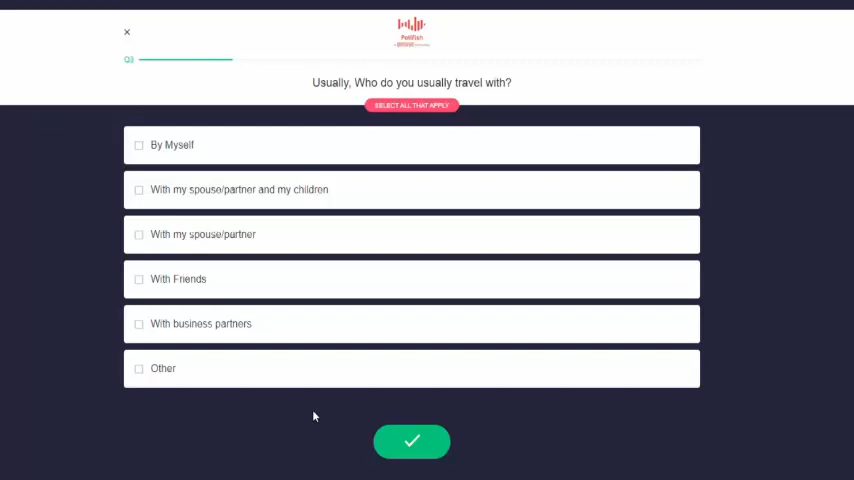 PollFish
Q3
Usually, Who do you usually travel with?
SELECT ALL THAT APPLY
By Myself
With my spouse/partner and my children
With my spouse/partner
With Friends
With business partners
Other